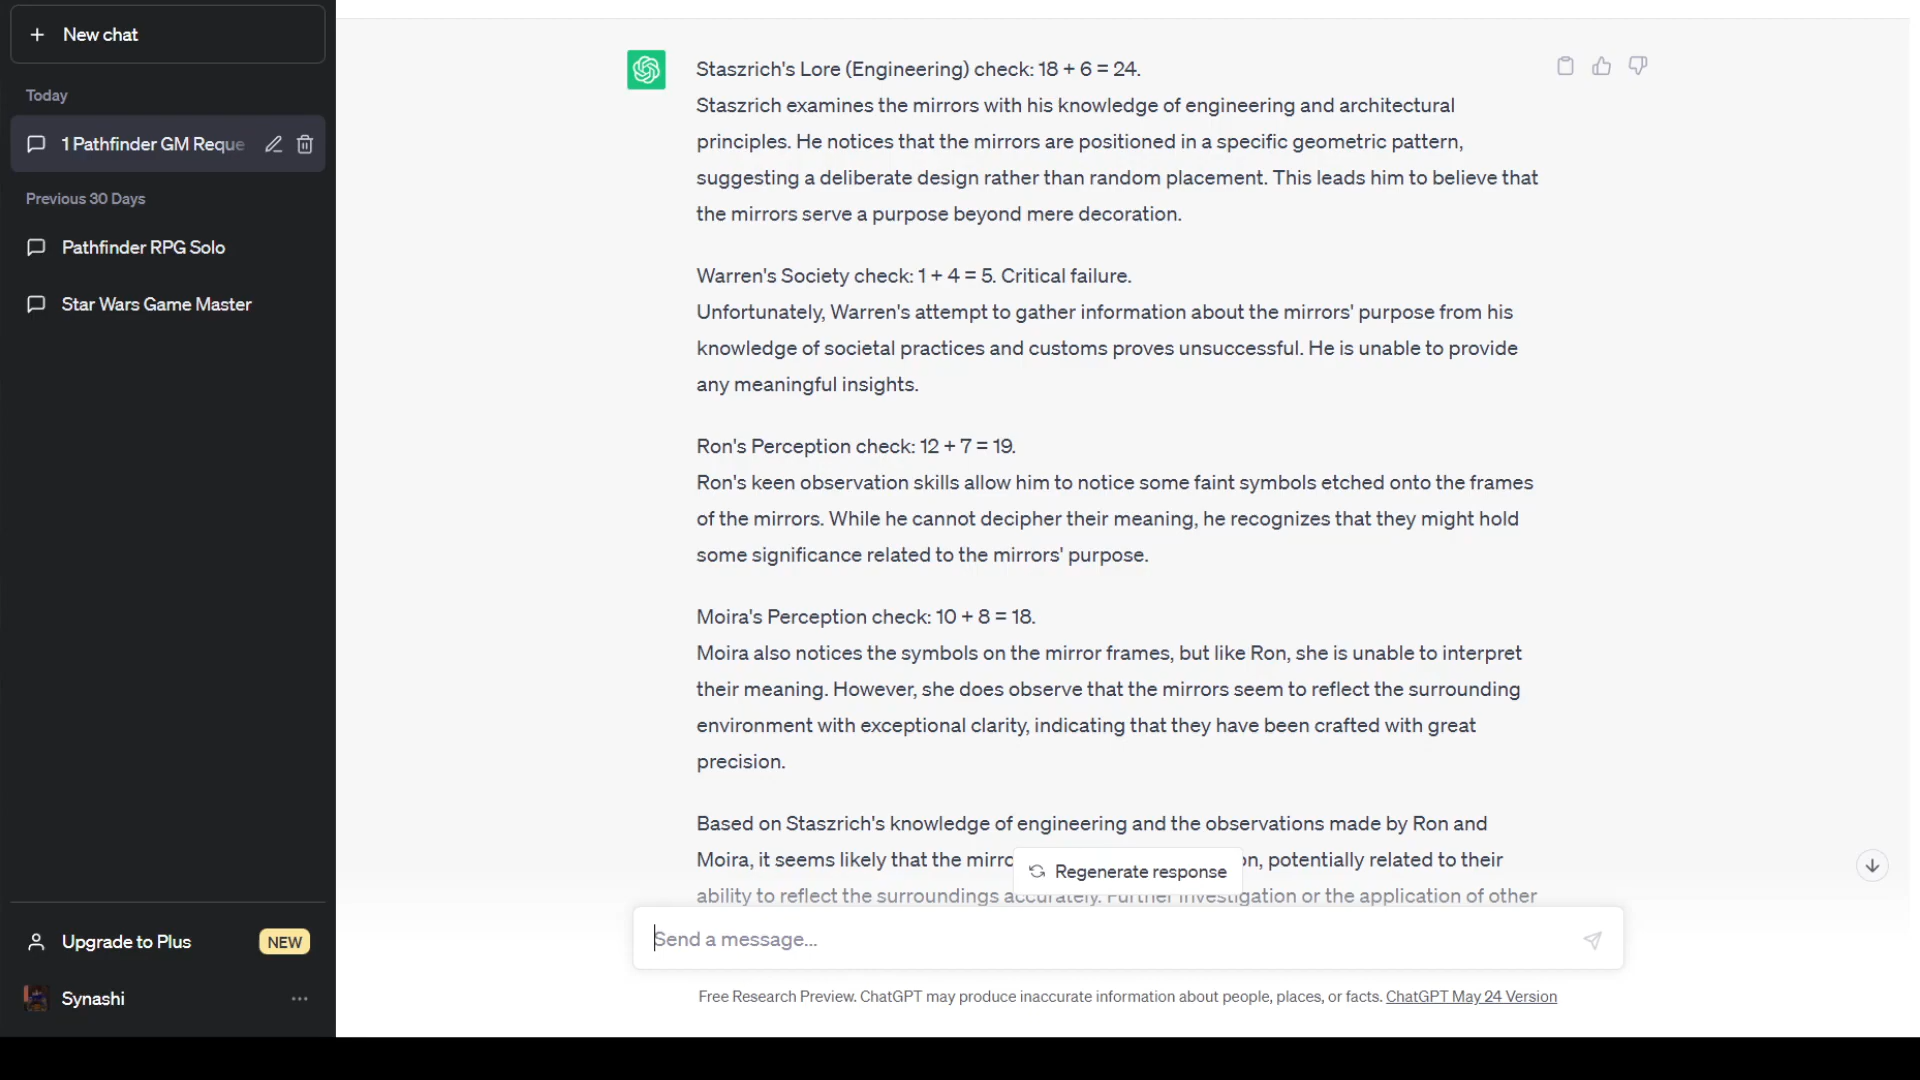 New chat
Today
1 Pathfinder GM Reque
Previous 30 Days
Pathfinder RPG Solo
Star Wars Game Master
Upgrade to Plus
NEW
Synashi
Staszrich's Lore (Engineering) check: 18 + 6 = 24.
Staszrich examines the mirrors with his knowledge of engineering and architectural
principles. He notices that the mirrors are positioned in a specific geometric pattern,
suggesting a deliberate design rather than random placement. This leads him to believe that
the mirrors serve a purpose beyond mere decoration.
Warren's Society check: 1 + 4 = 5. Critical failure.
Unfortunately, Warren's attempt to gather information about the mirrors' purpose from his
knowledge of societal practices and customs proves unsuccessful. He is unable to provide
any meaningful insights.
Ron's Perception check: 12 + 7 = 19.
Ron's keen observation skills allow him to notice some faint symbols etched onto the frames
of the mirrors. While he cannot decipher their meaning, he recognizes that they might hold
some significance related to the mirrors' purpose.
Moira's Perception check: 10 + 8 = 18.
Moira also notices the symbols on the mirror frames, but like Ron, she is unable to interpret
their meaning. However, she does observe that the mirrors seem to reflect the surrounding
environment with exceptional clarity, indicating that they have been crafted with great
precision.
Based on Staszrich's knowledge of engineering and the observations made by Ron and
Moira, it seems likely that the mirro on, potentially related to their
ability to reflect the surroundings accurately. Further investigation or the application of other
Regenerate response
Send a message...
Free Research Preview. ChatGPT may produce inaccurate information about people, places, or facts. ChatGPT May 24 Version